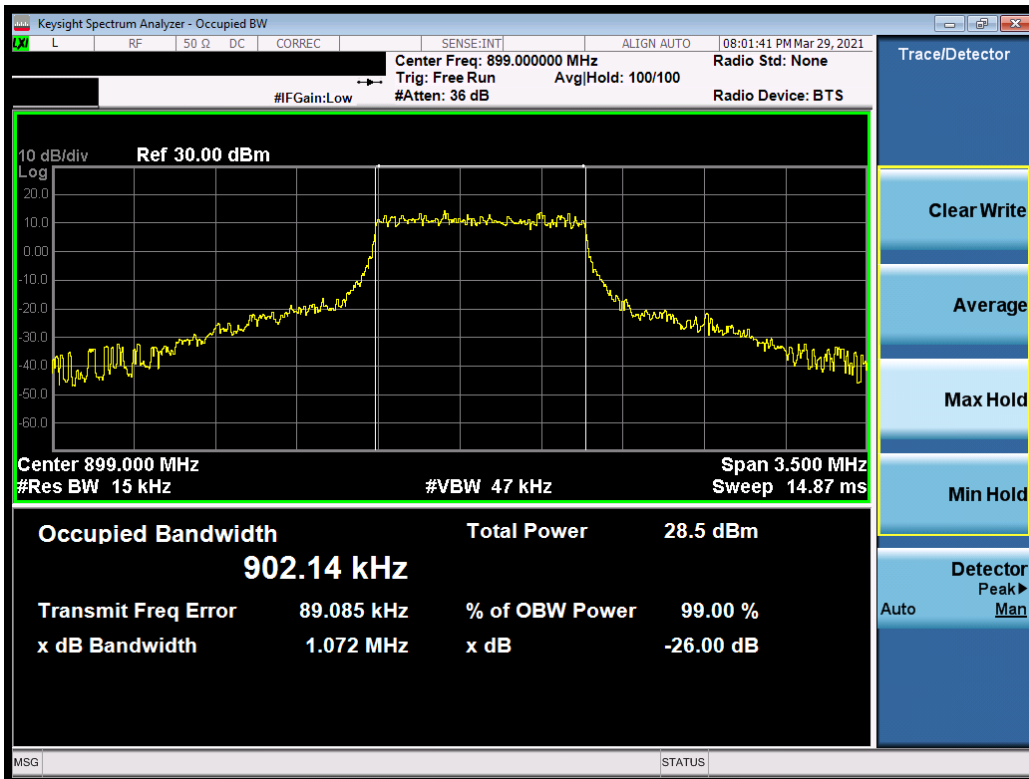 Keysight Spectrum Analyzer - Occupied BW
LXI L RF 50 Ω DC CORREC SENSE:INT ALIGN AUTO 08:01:41 PM Mar 29, 2021
Center Freq: 899.000000 MHz Radio Std: None
Trig: Free Run Avg|Hold: 100/100
#IFGain:Low #Atten: 36 dB Radio Device: BTS
10 dB/div Ref 30.00 dBm
Log
20.0
10.0
0.00
-10.0
-20.0
-30.0
-40.0
-50.0
-60.0
Center 899.000 MHz Span 3.500 MHz
#Res BW 15 kHz #VBW 47 kHz Sweep 14.87 ms
Occupied Bandwidth Total Power 28.5 dBm
902.14 kHz
Transmit Freq Error 89.085 kHz % of OBW Power 99.00 %
x dB Bandwidth 1.072 MHz x dB -26.00 dB
MSG STATUS
Trace/Detector
Clear Write
Average
Max Hold
Min Hold
Detector
Peak▶
Auto Man